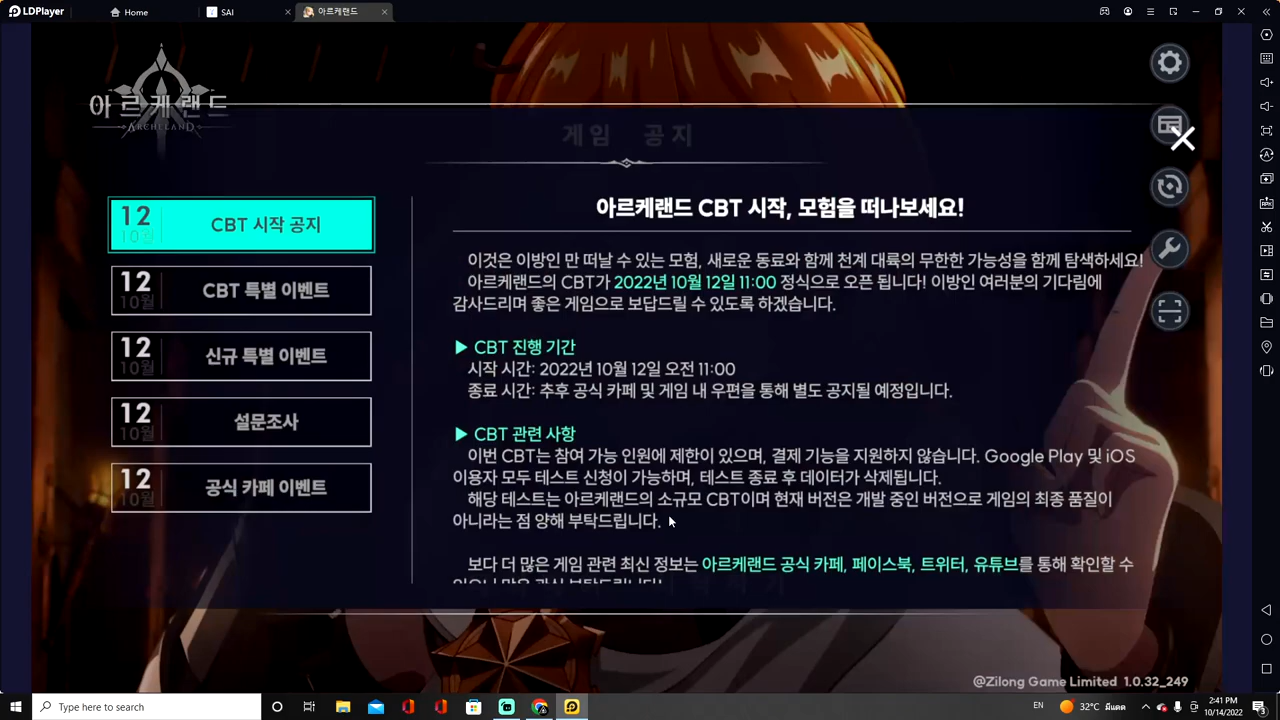 LDPlayer
Home
SAI
아르케랜드
아르케랜드
ARCHELAND
게임 공지
12
10월
CBT 시작 공지
12
10월
CBT 특별 이벤트
12
10월
신규 특별 이벤트
12
10월
설문조사
12
10월
공식 카페 이벤트
아르케랜드 CBT 시작, 모험을 떠나보세요!
이것은 이방인 만 떠날 수 있는 모험, 새로운 동료와 함께 천계 대륙의 무한한 가능성을 함께 탐색하세요!
아르케랜드의 CBT가 2022년 10월 12일 11:00 정식으로 오픈 됩니다! 이방인 여러분의 기다림에
감사드리며 좋은 게임으로 보답드릴 수 있도록 하겠습니다.
▶ CBT 진행 기간
시작 시간: 2022년 10월 12일 오전 11:00
종료 시간: 추후 공식 카페 및 게임 내 우편을 통해 별도 공지될 예정입니다.
▶ CBT 관련 사항
이번 CBT는 참여 가능 인원에 제한이 있으며, 결제 기능을 지원하지 않습니다. Google Play 및 iOS
이용자 모두 테스트 신청이 가능하며, 테스트 종료 후 데이터가 삭제됩니다.
해당 테스트는 아르케랜드의 소규모 CBT이며 현재 버전은 개발 중인 버전으로 게임의 최종 품질이
아니라는 점 양해 부탁드립니다.
보다 더 많은 게임 관련 최신 정보는 아르케랜드 공식 카페, 페이스북, 트위터, 유튜브를 통해 확인할 수
@Zilong Game Limited 1.0.32_249
Type here to search
32°C
EN
2:41 PM
10/14/2022